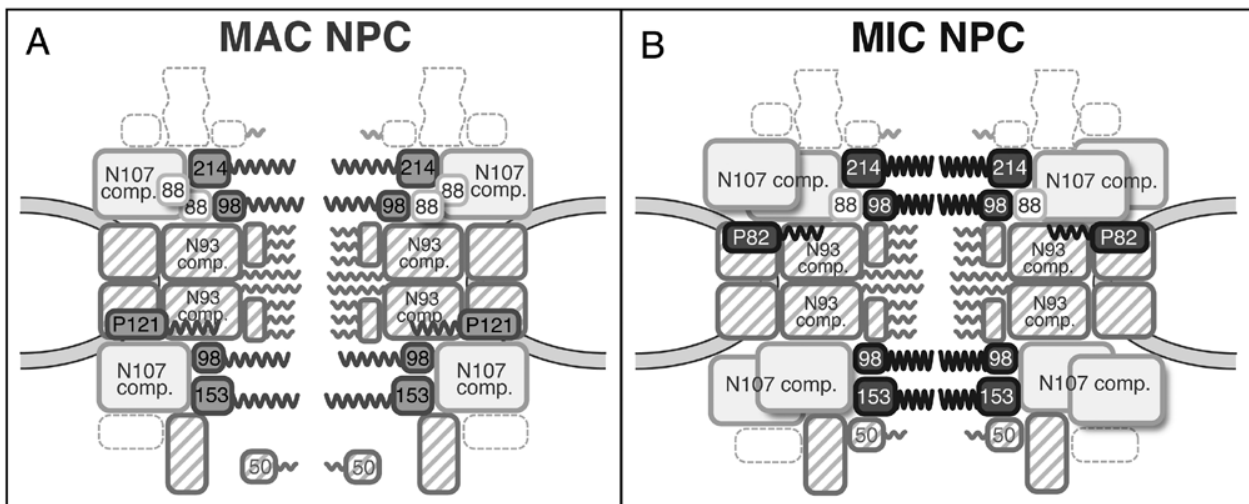 A
MAC NPC
214
214
N107
comp.
88
88
98
98
88
88
N107
comp.
N93
comp.
N93
comp.
N93
comp.
N93
comp.
P121
P121
N107
comp.
98
98
N107
comp.
153
153
50
50
B
MIC NPC
214
214
N107 comp.
N107 comp.
88
98
98
88
P82
P82
N93
comp.
N93
comp.
N93
comp.
N93
comp.
98
98
N107 comp.
N107 comp.
153
153
50
50